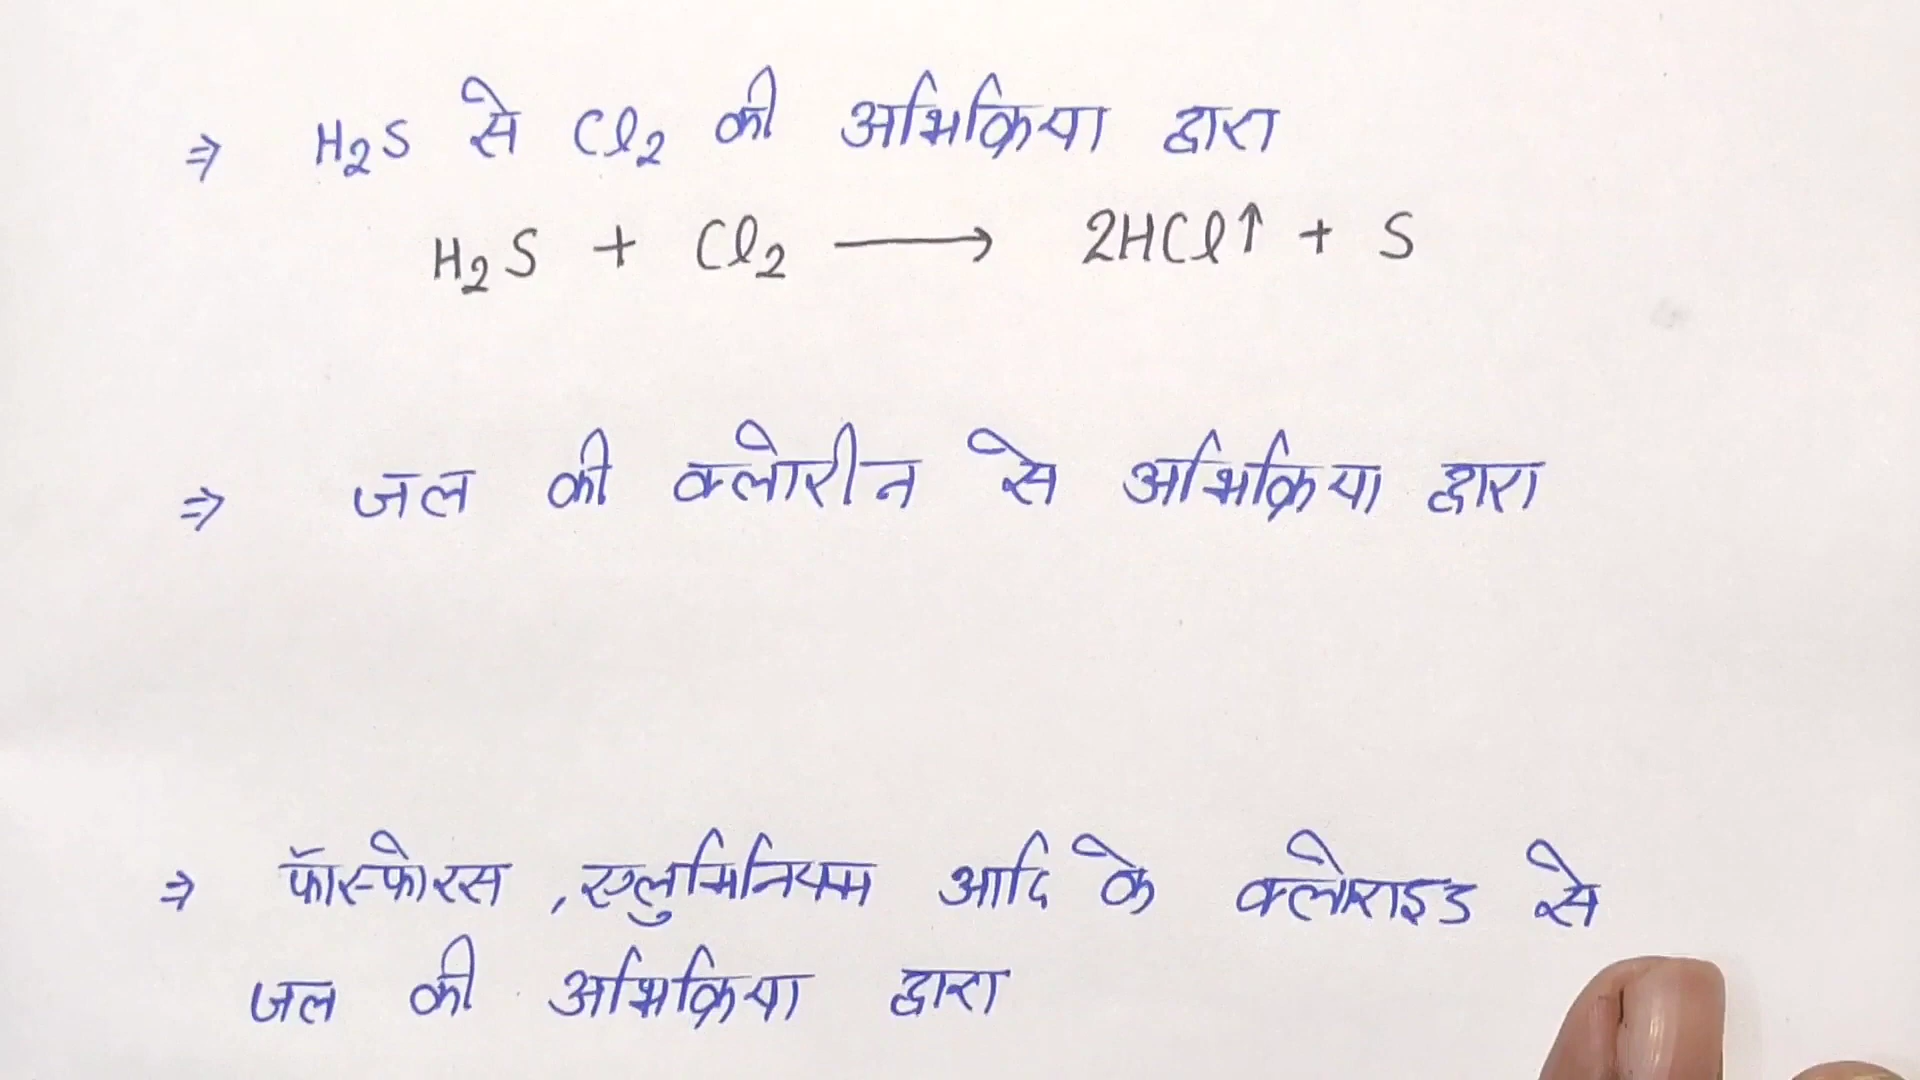 ⇒ H₂S से Cl₂ की अभिक्रिया द्वारा
H₂S + Cl₂ ⟶ 2HCl↑ + S
⇒ जल की क्लोरीन से अभिक्रिया द्वारा
⇒ फॉस्फोरस, एलुमिनियम आदि के क्लोराइड से
जल की अभिक्रिया द्वारा